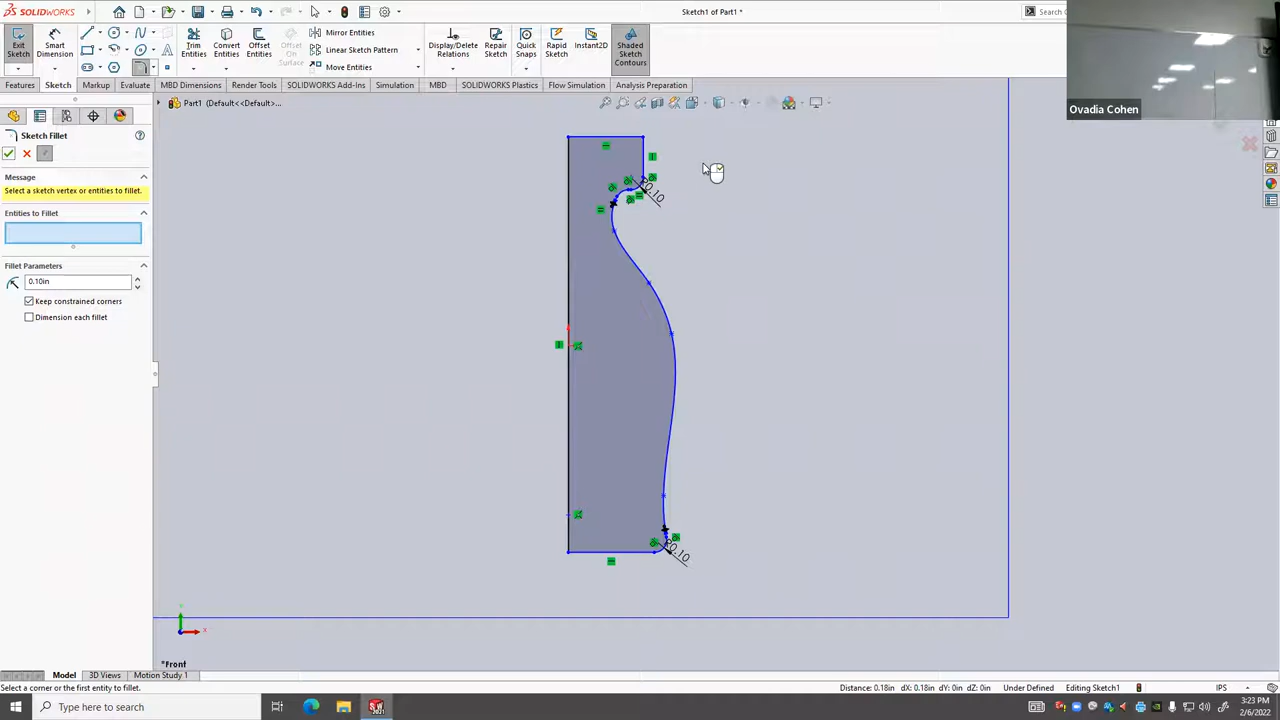 SOLIDWORKS
Sketch1 of Part1 *
Search
Exit Sketch
Smart Dimension
Trim Entities
Convert Entities
Offset Entities
Offset On Surface
Mirror Entities
Linear Sketch Pattern
Move Entities
Display/Delete Relations
Repair Sketch
Quick Snaps
Rapid Sketch
Instant2D
Shaded Sketch Contours
Features
Sketch
Markup
Evaluate
MBD Dimensions
Render Tools
SOLIDWORKS Add-Ins
Simulation
MBD
SOLIDWORKS Plastics
Flow Simulation
Analysis Preparation
Part1 (Default<<Default>...
Ovadia Cohen
Sketch Fillet
Message
Select a sketch vertex or entities to fillet.
Entities to Fillet
Fillet Parameters
0.10in
Keep constrained corners
Dimension each fillet
R0.10
R0.10
*Front
Model
3D Views
Motion Study 1
Select a corner or the first entity to fillet.
Distance: 0.18in dX: 0.18in dY: 0in dZ: 0in
Under Defined
Editing Sketch1
IPS
Type here to search
3:23 PM
2/6/2022